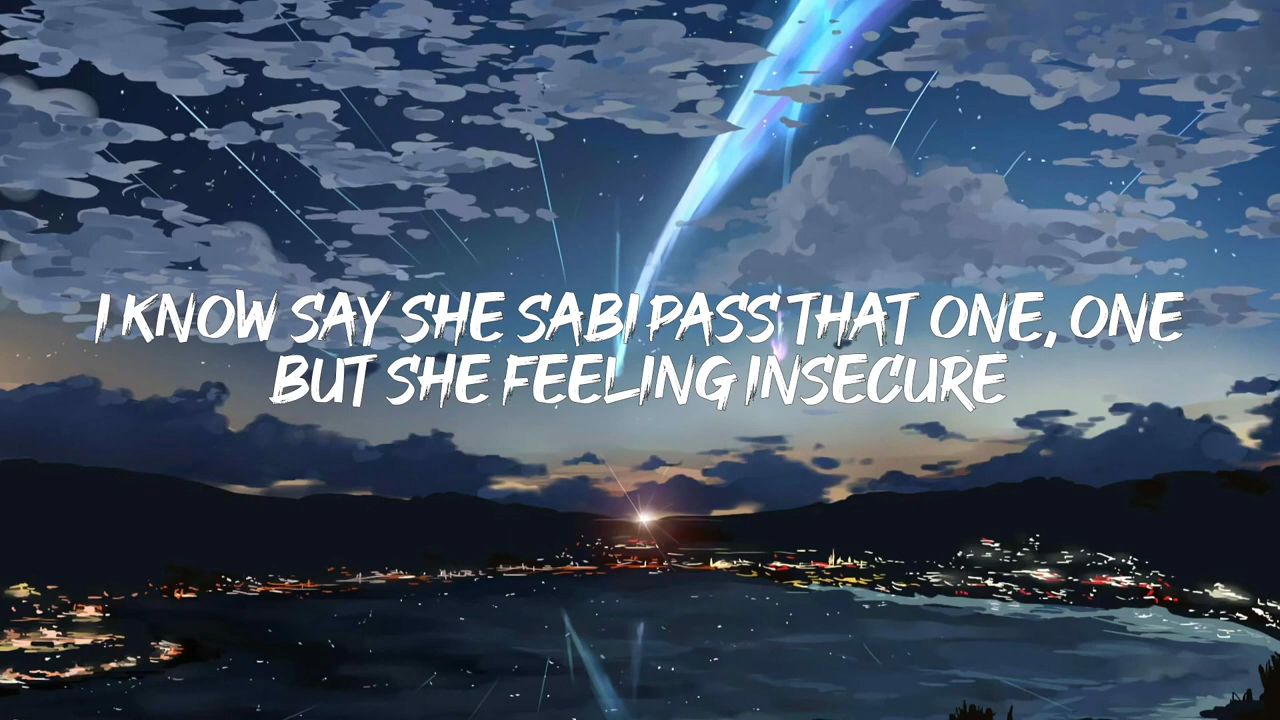 I KNOW SAY SHE SABI PASS THAT ONE, ONE
BUT SHE FEELING INSECURE